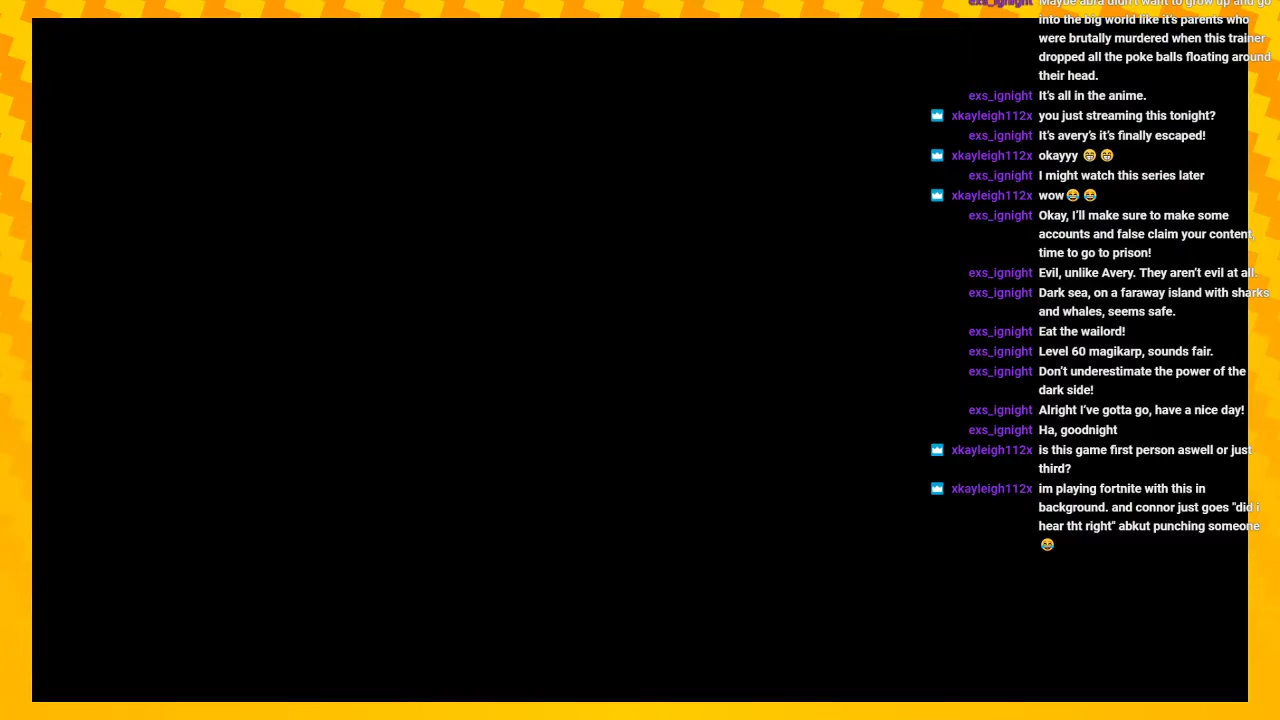 exs_ignight Maybe abra didn't want to grow up and go
into the big world like it's parents who
were brutally murdered when this trainer
dropped all the poke balls floating around
their head.
exs_ignight It's all in the anime.
xkayleigh112x you just streaming this tonight?
exs_ignight It's avery's it's finally escaped!
xkayleigh112x okayyy 😁 😁
exs_ignight I might watch this series later
xkayleigh112x wow 😂 😂
exs_ignight Okay, I'll make sure to make some
accounts and false claim your content,
time to go to prison!
exs_ignight Evil, unlike Avery. They aren't evil at all.
exs_ignight Dark sea, on a faraway island with sharks
and whales, seems safe.
exs_ignight Eat the wailord!
exs_ignight Level 60 magikarp, sounds fair.
exs_ignight Don't underestimate the power of the
dark side!
exs_ignight Alright I've gotta go, have a nice day!
exs_ignight Ha, goodnight
xkayleigh112x is this game first person aswell or just
third?
xkayleigh112x im playing fortnite with this in
background. and connor just goes "did i
hear tht right" abkut punching someone
😂